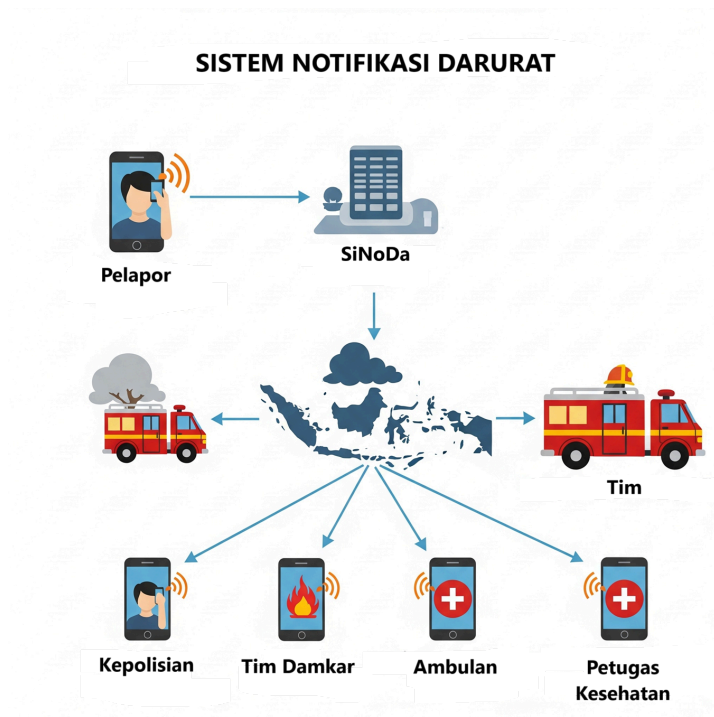 SISTEM NOTIFIKASI DARURAT
Pelapor
SiNoDa
Tim
Kepolisian
Tim Damkar
Ambulan
Petugas
Kesehatan